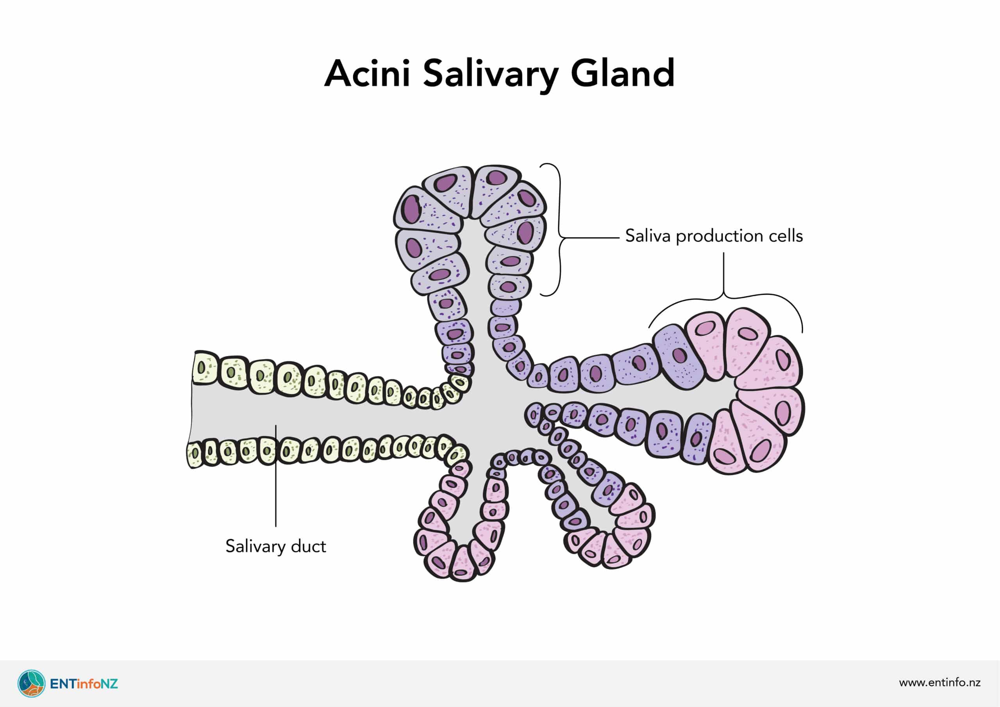 Acini Salivary Gland
Saliva production cells
Salivary duct
ENTinfoNZ
www.entinfo.nz